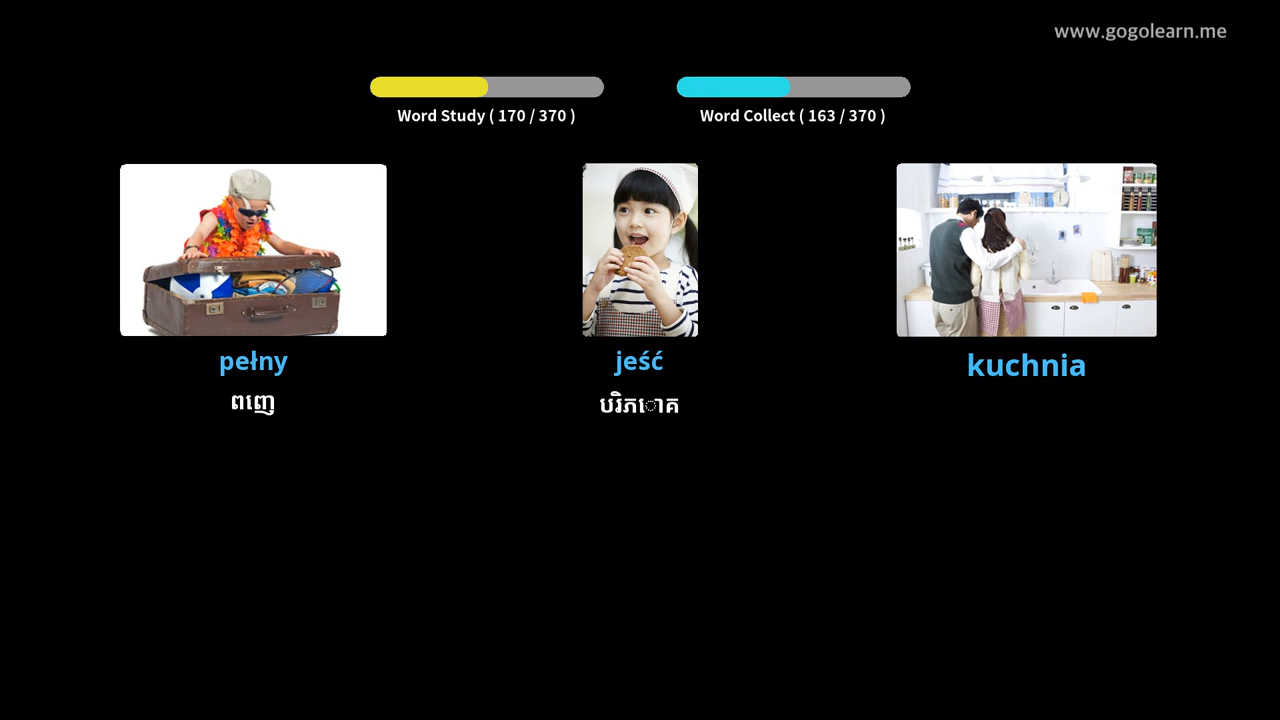 www.gogolearn.me
Word Study ( 170 / 370 )
Word Collect ( 163 / 370 )
pełny
jeść
kuchnia
ពញេ
បរិភោគ